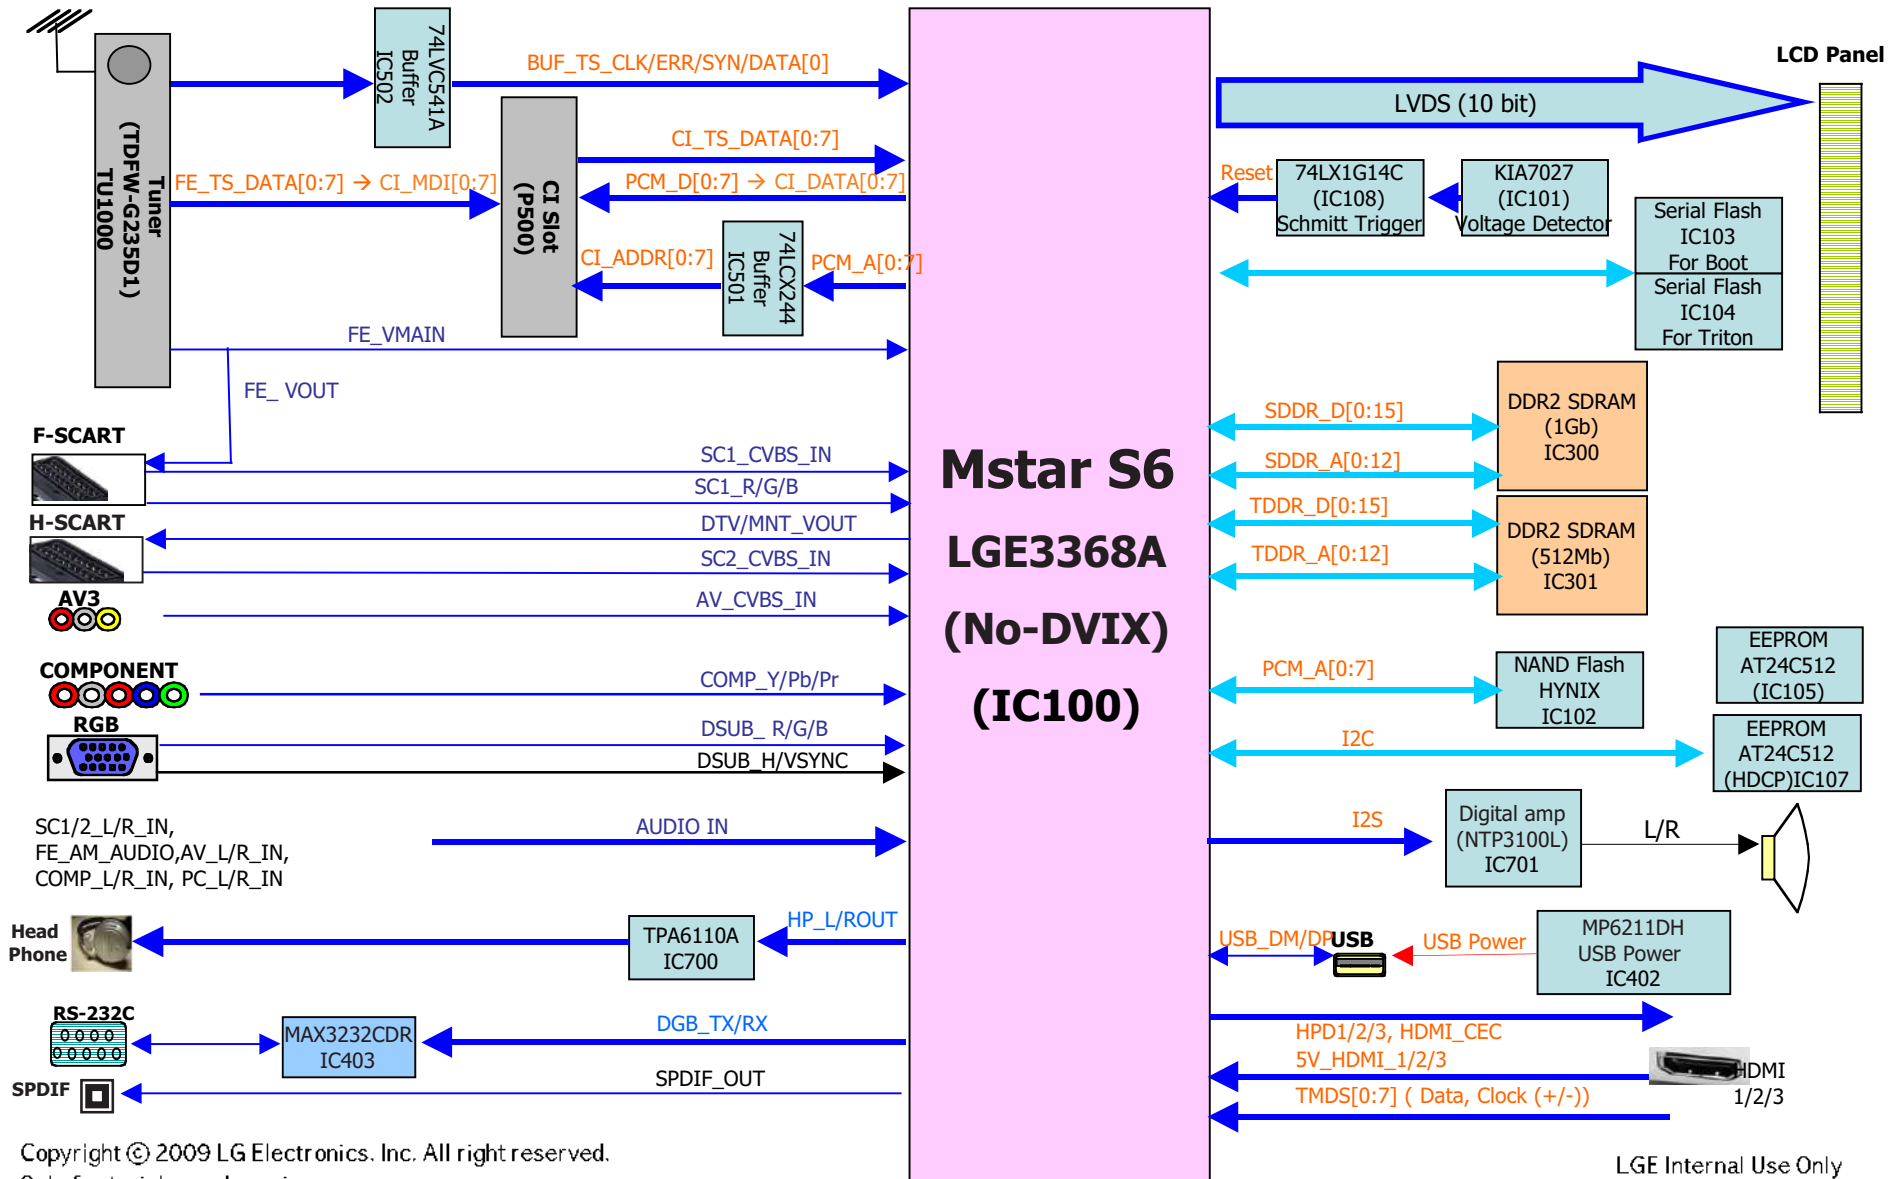 74LVC541A
Buffer
IC502
BUF_TS_CLK/ERR/SYN/DATA[0]
LCD Panel
LVDS (10 bit)
Tuner
(TDFW-G235D1)
TU1000
CI_TS_DATA[0:7]
FE_TS_DATA[0:7] → CI_MDI[0:7]
CI Slot
(P500)
PCM_D[0:7] → CI_DATA[0:7]
CI_ADDR[0:7]
74LCX244
Buffer
IC501
PCM_A[0:7]
Reset
74LX1G14C
(IC108)
Schmitt Trigger
KIA7027
(IC101)
Voltage Detector
Serial Flash
IC103
For Boot
Serial Flash
IC104
For Triton
FE_VMAIN
FE_ VOUT
F-SCART
SC1_CVBS_IN
SC1_R/G/B
H-SCART
DTV/MNT_VOUT
SC2_CVBS_IN
AV3
AV_CVBS_IN
COMPONENT
COMP_Y/Pb/Pr
RGB
DSUB_ R/G/B
DSUB_H/VSYNC
Mstar S6
LGE3368A
(No-DVIX)
(IC100)
SDDR_D[0:15]
SDDR_A[0:12]
DDR2 SDRAM
(1Gb)
IC300
TDDR_D[0:15]
TDDR_A[0:12]
DDR2 SDRAM
(512Mb)
IC301
PCM_A[0:7]
NAND Flash
HYNIX
IC102
EEPROM
AT24C512
(IC105)
I2C
EEPROM
AT24C512
(HDCP)IC107
SC1/2_L/R_IN,
FE_AM_AUDIO,AV_L/R_IN,
COMP_L/R_IN, PC_L/R_IN
AUDIO IN
I2S
Digital amp
(NTP3100L)
IC701
L/R
Head
Phone
TPA6110A
IC700
HP_L/ROUT
USB_DM/DP
USB
USB Power
MP6211DH
USB Power
IC402
RS-232C
MAX3232CDR
IC403
DGB_TX/RX
HPD1/2/3, HDMI_CEC
5V_HDMI_1/2/3
HDMI
1/2/3
SPDIF
SPDIF_OUT
TMDS[0:7] ( Data, Clock (+/-))
Copyright © 2009 LG Electronics. Inc. All right reserved.
LGE Internal Use Only